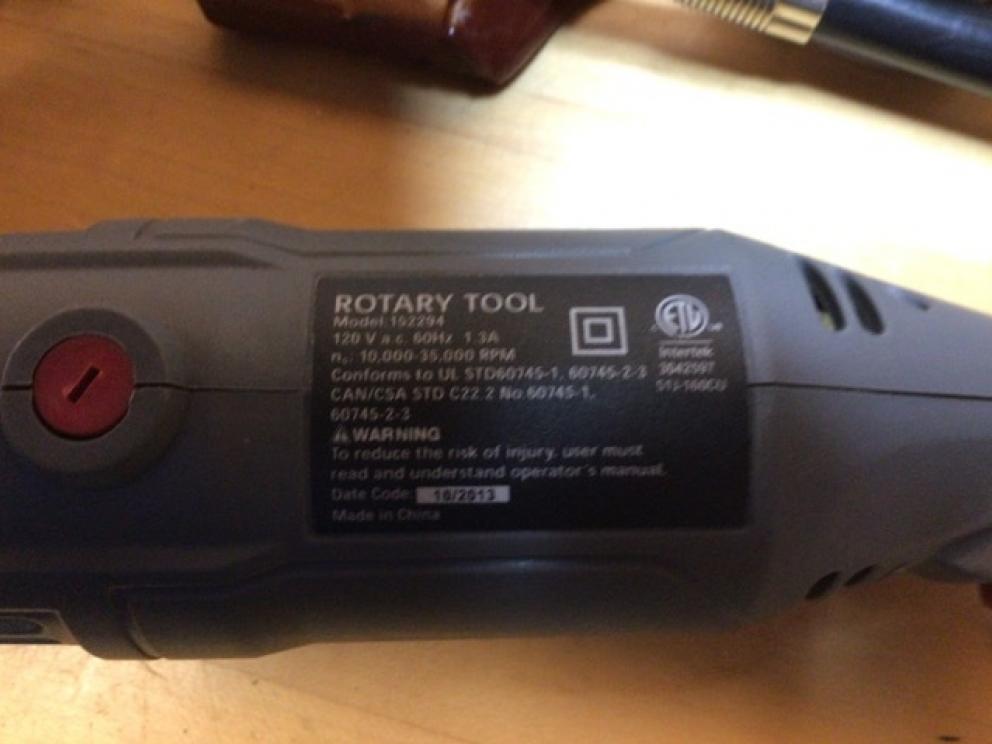 ROTARY TOOL
Model:152294
120 V a.c. 60Hz 1.3A
n₀: 10,000-35,000 RPM
Conforms to UL STD60745-1, 60745-2-3
CAN/CSA STD C22.2 No.60745-1,
60745-2-3
WARNING
To reduce the risk of injury, user must
read and understand operator's manual.
Date Code: 10/2013
Made in China
ETL
Intertek
3042597